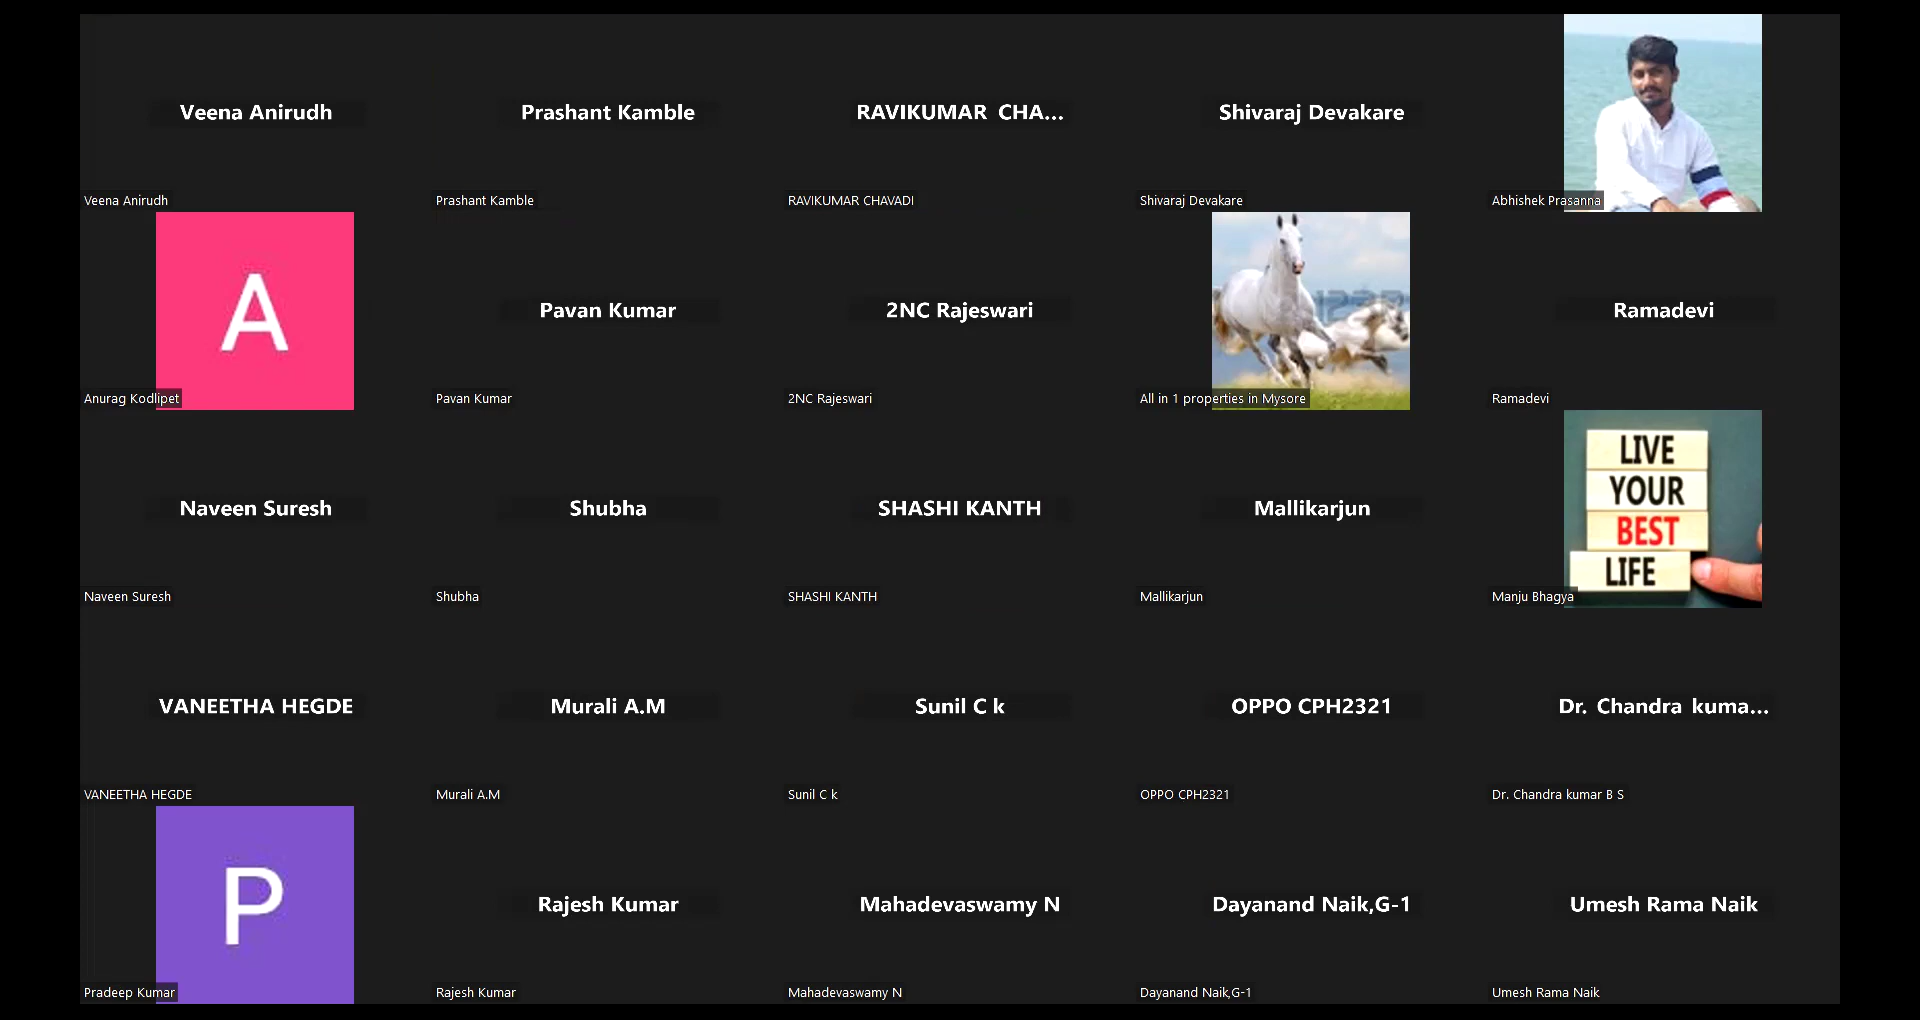 Veena Anirudh
Prashant Kamble
RAVIKUMAR CHA...
Shivaraj Devakare
Veena Anirudh
Prashant Kamble
RAVIKUMAR CHAVADI
Shivaraj Devakare
Abhishek Prasanna
A
Pavan Kumar
2NC Rajeswari
Ramadevi
Anurag Kodlipet
Pavan Kumar
2NC Rajeswari
All in 1 properties in Mysore
Ramadevi
Naveen Suresh
Shubha
SHASHI KANTH
Mallikarjun
LIVE
YOUR
BEST
LIFE
Naveen Suresh
Shubha
SHASHI KANTH
Mallikarjun
Manju Bhagya
VANEETHA HEGDE
Murali A.M
Sunil C k
OPPO CPH2321
Dr. Chandra kuma...
VANEETHA HEGDE
Murali A.M
Sunil C k
OPPO CPH2321
Dr. Chandra kumar B S
P
Rajesh Kumar
Mahadevaswamy N
Dayanand Naik,G-1
Umesh Rama Naik
Pradeep Kumar
Rajesh Kumar
Mahadevaswamy N
Dayanand Naik,G-1
Umesh Rama Naik